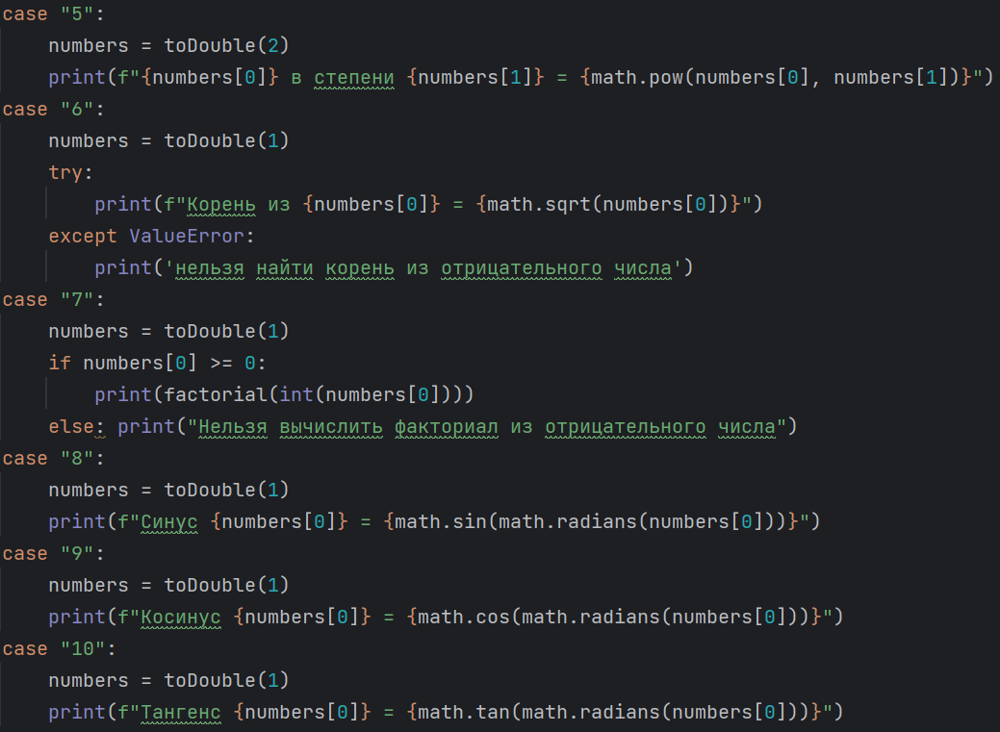 case "5":
    numbers = toDouble(2)
    print(f"{numbers[0]} в степени {numbers[1]} = {math.pow(numbers[0], numbers[1])}")
case "6":
    numbers = toDouble(1)
    try:
        print(f"Корень из {numbers[0]} = {math.sqrt(numbers[0])}")
    except ValueError:
        print('нельзя найти корень из отрицательного числа')
case "7":
    numbers = toDouble(1)
    if numbers[0] >= 0:
        print(factorial(int(numbers[0])))
    else: print("Нельзя вычислить факториал из отрицательного числа")
case "8":
    numbers = toDouble(1)
    print(f"Синус {numbers[0]} = {math.sin(math.radians(numbers[0]))}")
case "9":
    numbers = toDouble(1)
    print(f"Косинус {numbers[0]} = {math.cos(math.radians(numbers[0]))}")
case "10":
    numbers = toDouble(1)
    print(f"Тангенс {numbers[0]} = {math.tan(math.radians(numbers[0]))}")